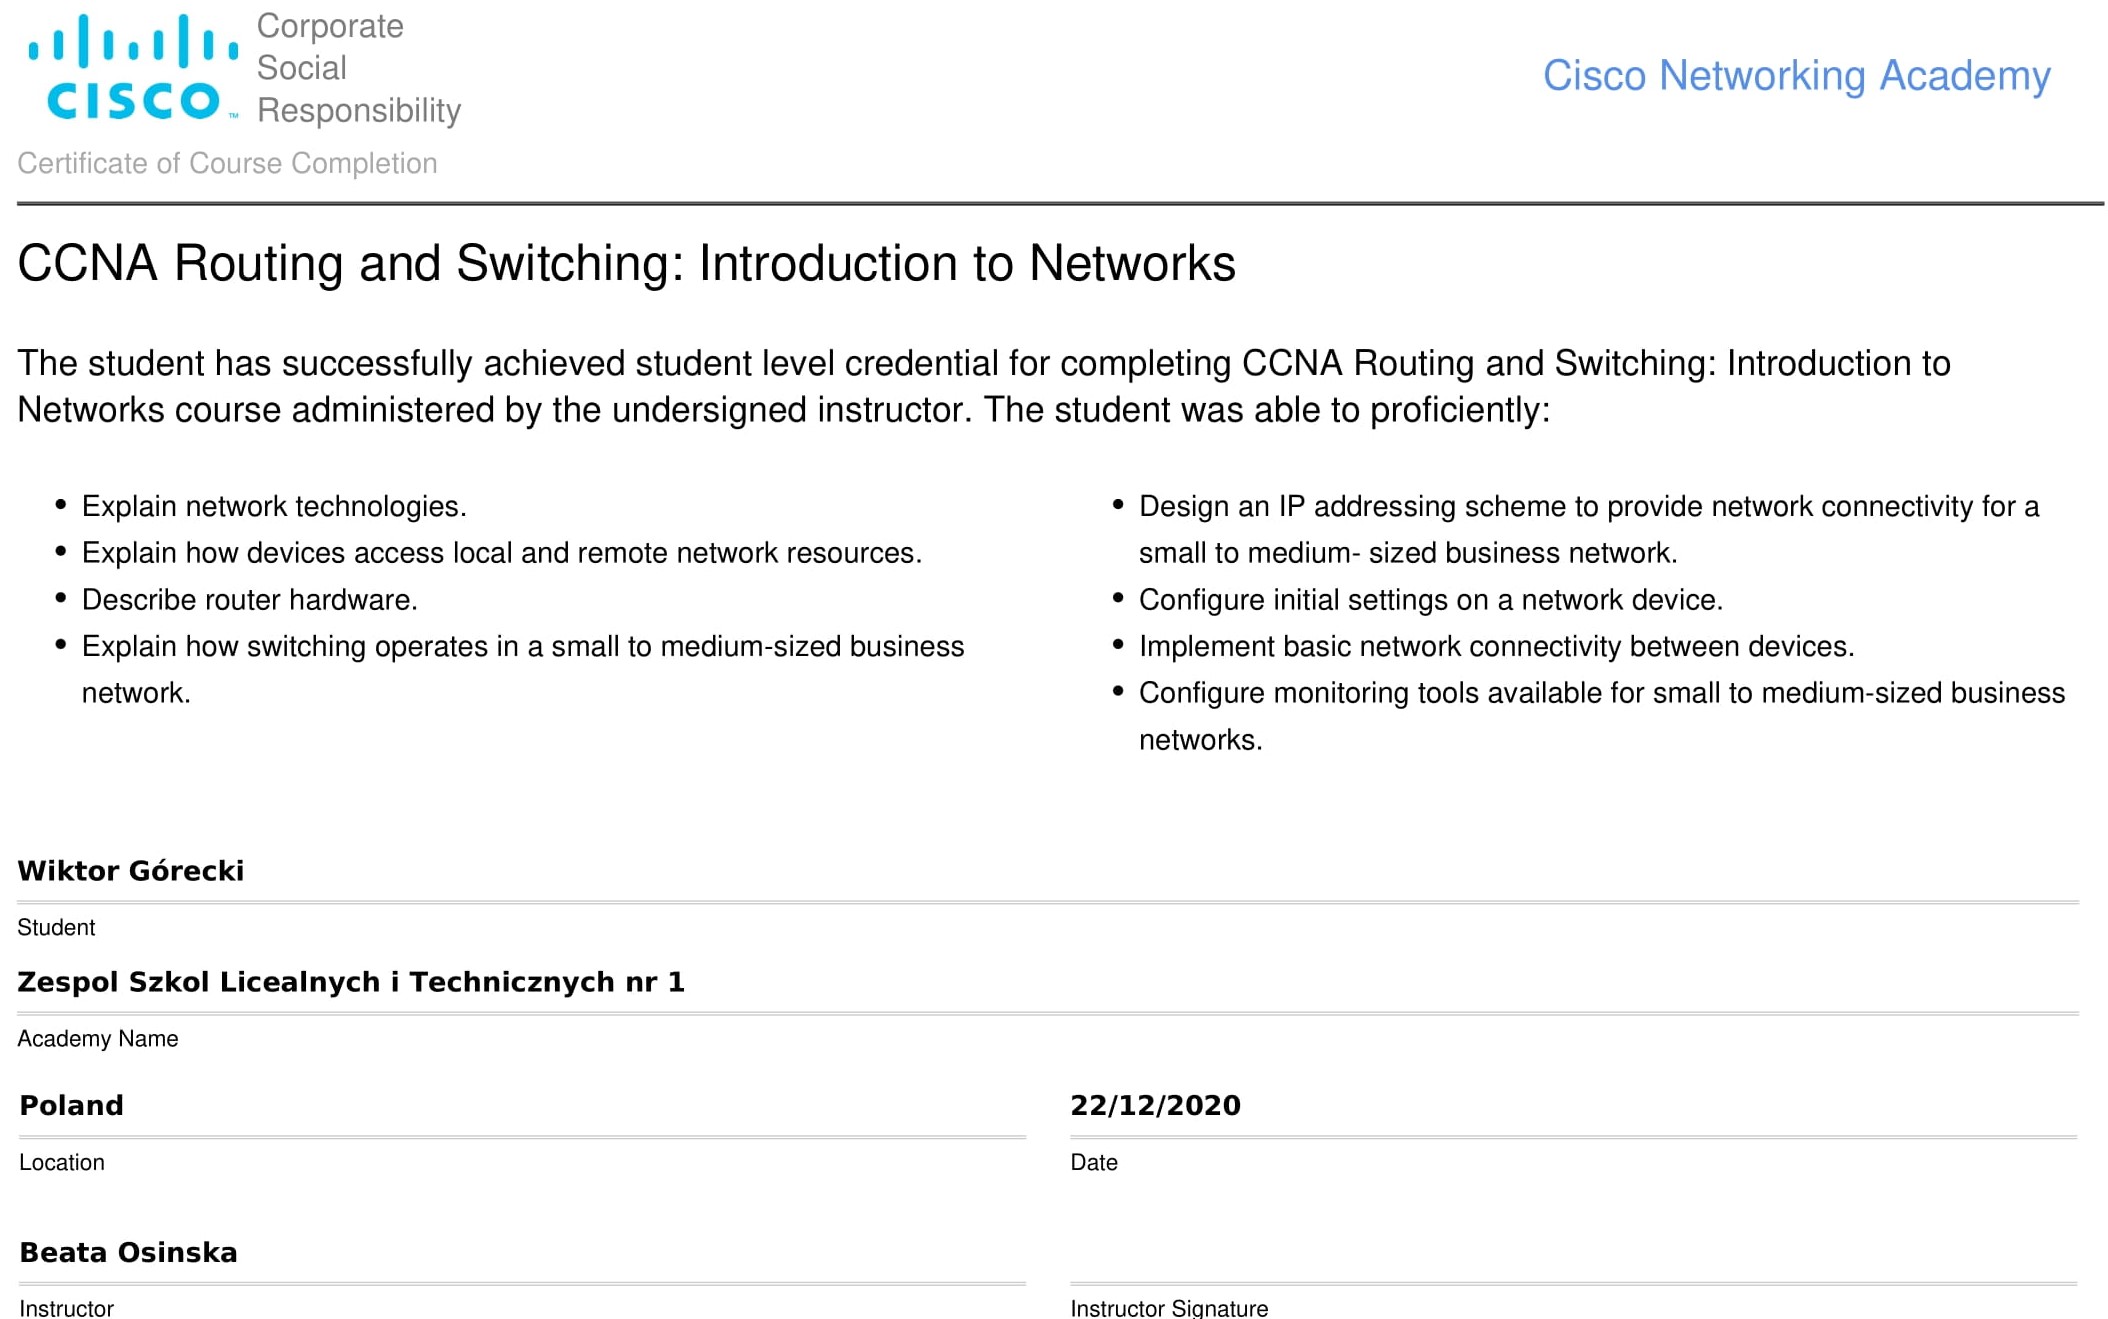 Corporate
Social
Responsibility
CISCO™
Cisco Networking Academy
Certificate of Course Completion
CCNA Routing and Switching: Introduction to Networks
The student has successfully achieved student level credential for completing CCNA Routing and Switching: Introduction to
Networks course administered by the undersigned instructor. The student was able to proficiently:
• Explain network technologies.
• Explain how devices access local and remote network resources.
• Describe router hardware.
• Explain how switching operates in a small to medium-sized business
network.
• Design an IP addressing scheme to provide network connectivity for a
small to medium- sized business network.
• Configure initial settings on a network device.
• Implement basic network connectivity between devices.
• Configure monitoring tools available for small to medium-sized business
networks.
Wiktor Górecki
Student
Zespol Szkol Licealnych i Technicznych nr 1
Academy Name
Poland
Location
22/12/2020
Date
Beata Osinska
Instructor
Instructor Signature